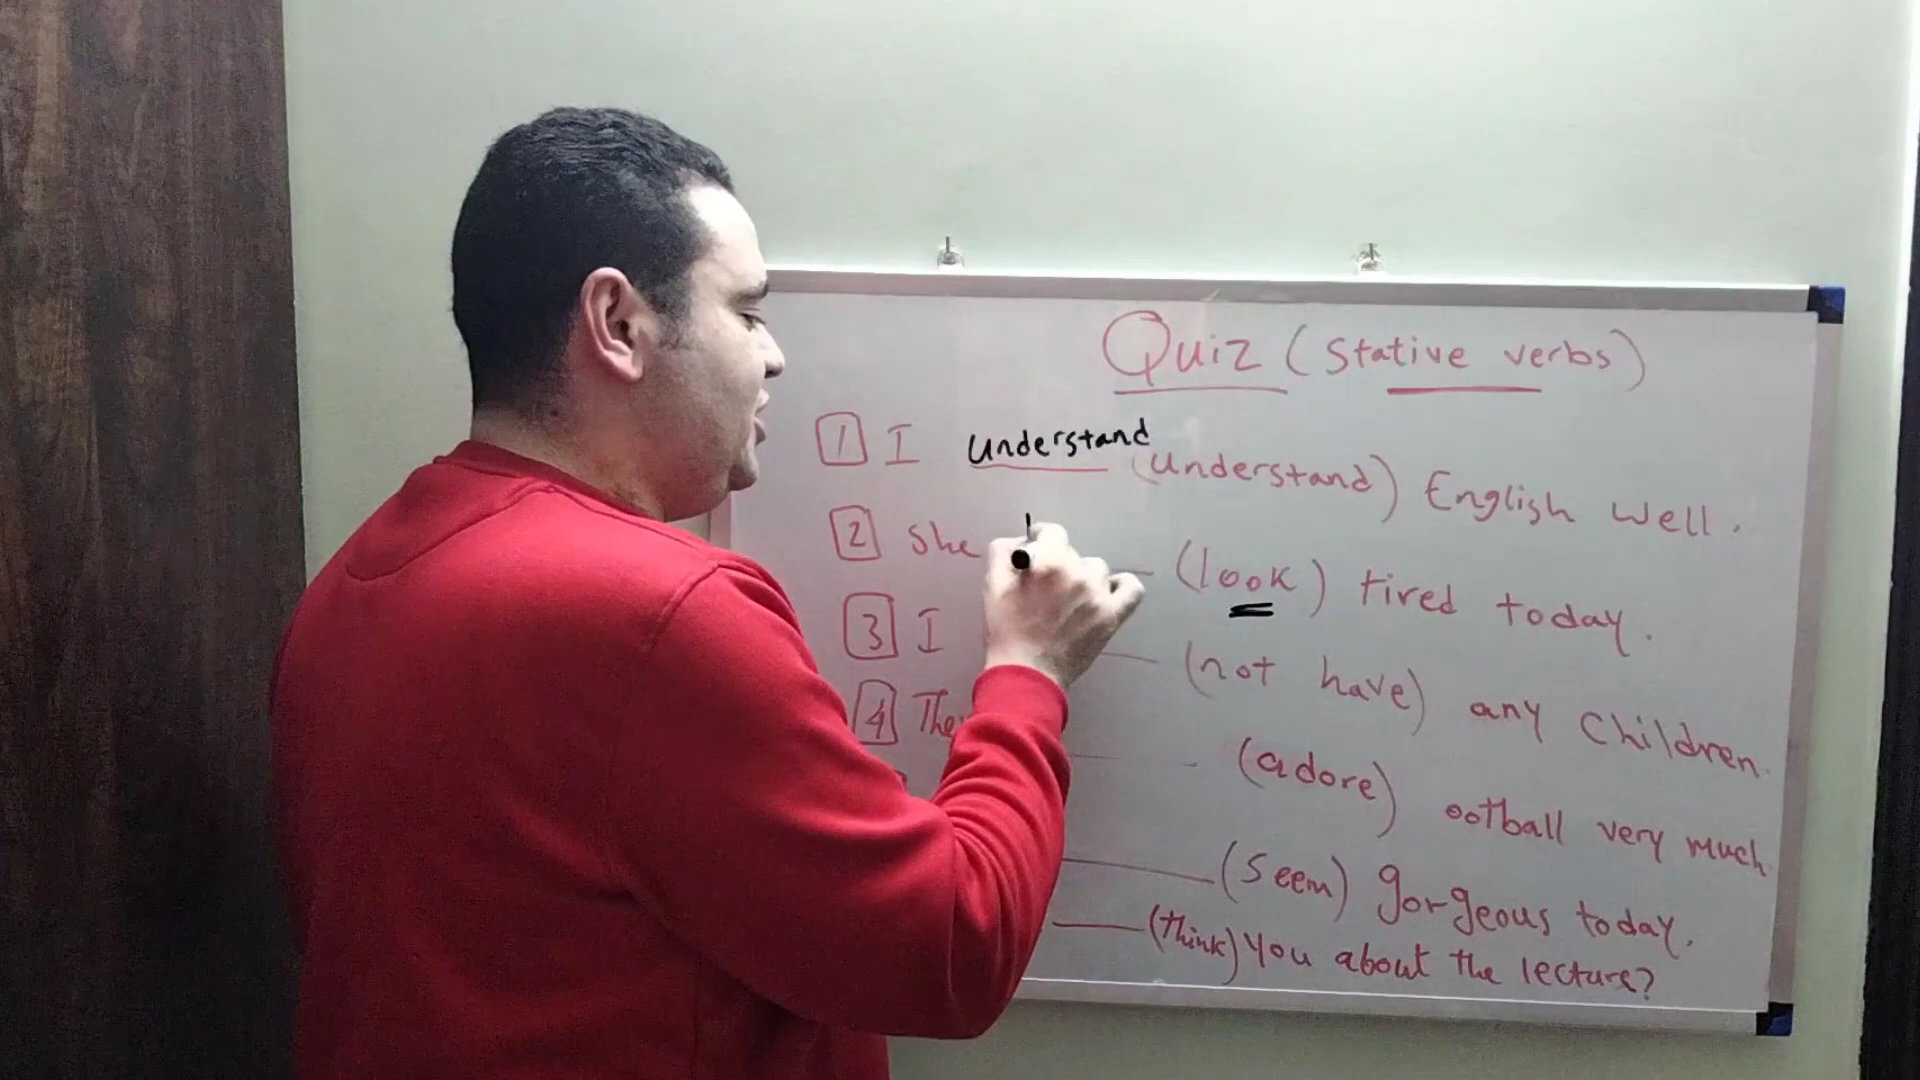 Quiz (Stative verbs)
1 I understand (understand) English well.
2 She (look) tired today.
3 I (not have) any children.
4 (adore) ootball very much.
(seem) gorgeous today.
(think) you about the lecture?